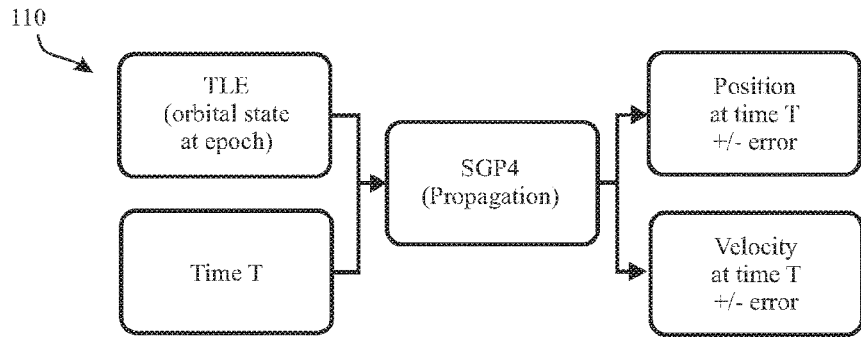 110
TLE
(orbital state
at epoch)
Time T
SGP4
(Propagation)
Position
at time T
+/- error
Velocity
at time T
+/- error